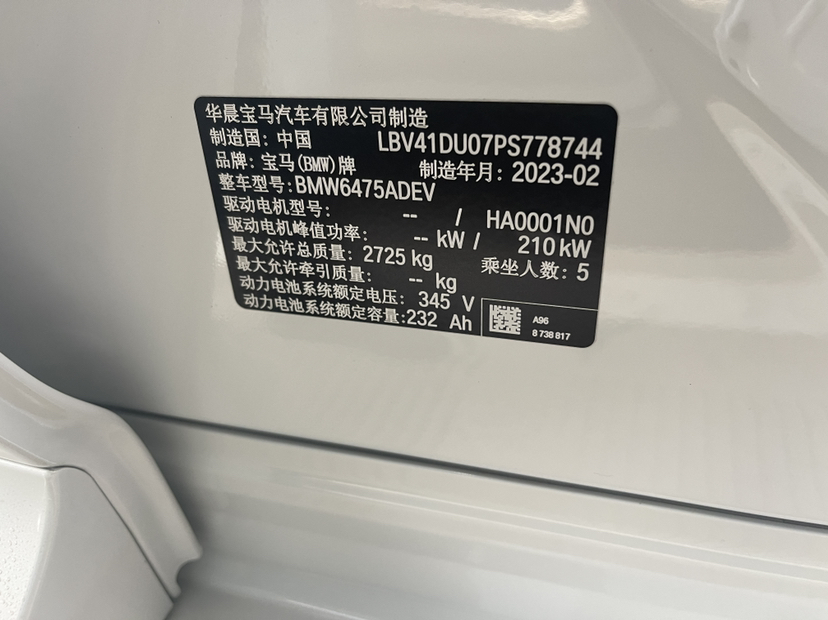 华晨宝马汽车有限公司制造
制造国：中国 LBV41DU07PS778744
品牌：宝马(BMW)牌 制造年月：2023-02
整车型号：BMW6475ADEV
驱动电机型号： -- / HA0001N0
驱动电机峰值功率： -- kW / 210 kW
最大允许总质量：2725 kg
最大允许牵引质量： -- kg 乘坐人数：5
动力电池系统额定电压：345 V
动力电池系统额定容量：232 Ah
A96
8 738 817